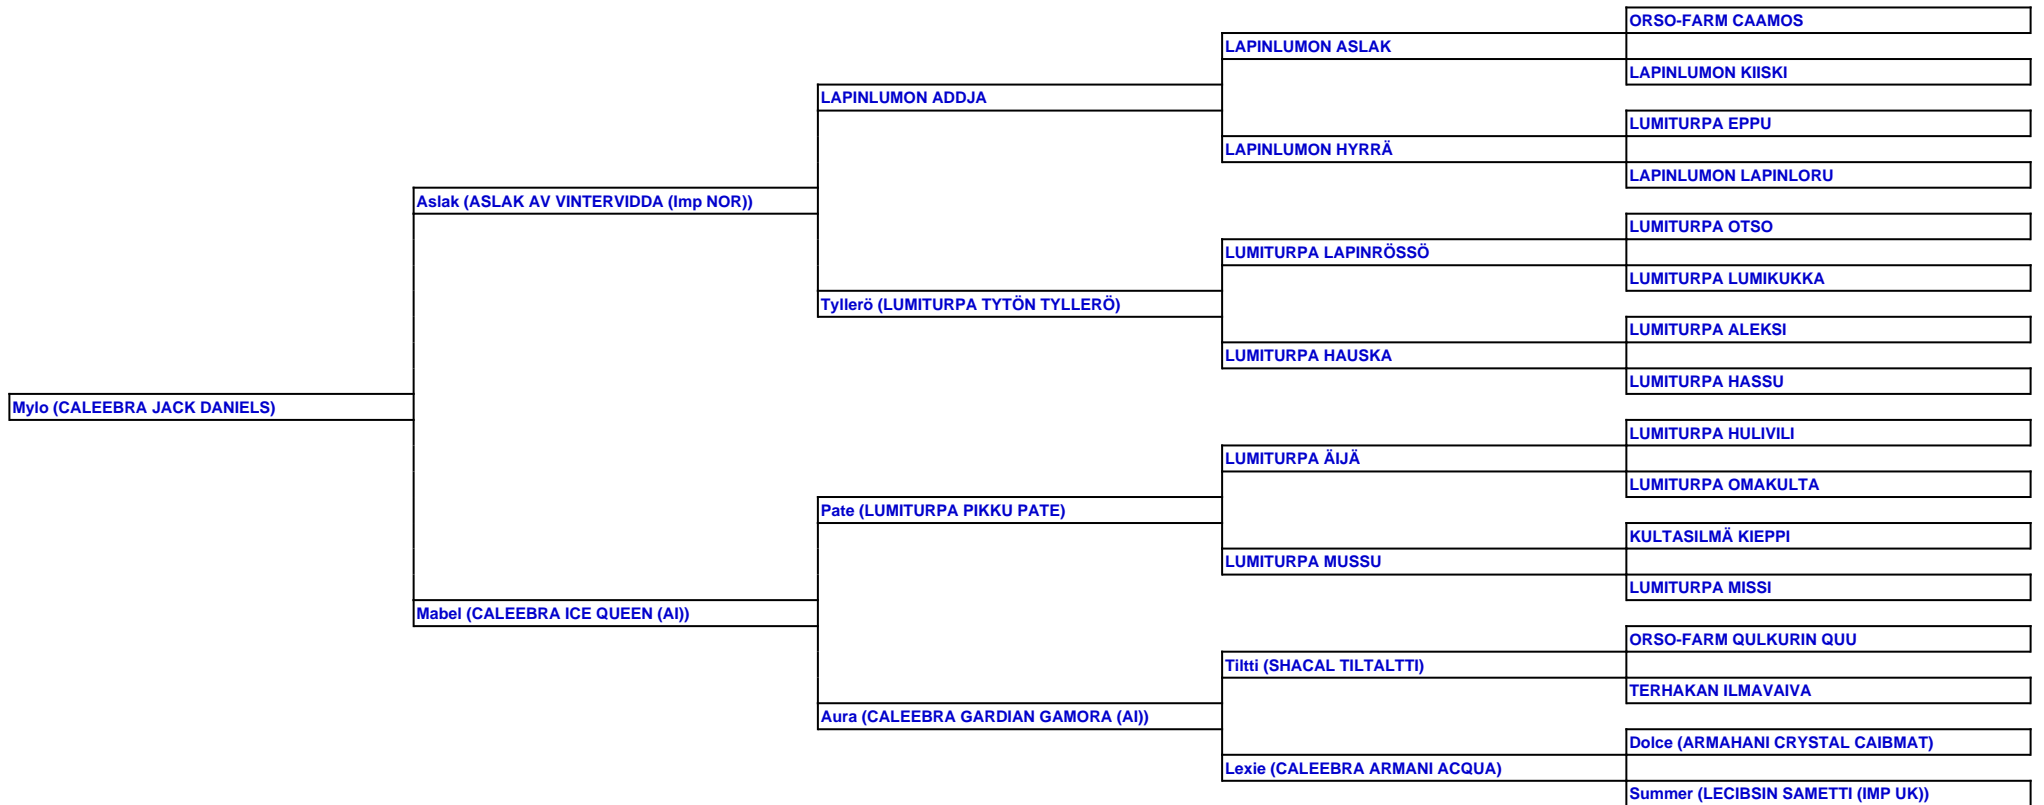 ORSO-FARM CAAMOS
LAPINLUMON ASLAK
LAPINLUMON KIISKI
LAPINLUMON ADDJA
LUMITURPA EPPU
LAPINLUMON HYRRÄ
LAPINLUMON LAPINLORU
Aslak (ASLAK AV VINTERVIDDA (Imp NOR))
LUMITURPA OTSO
LUMITURPA LAPINRÖSSÖ
LUMITURPA LUMIKUKKA
Tyllerö (LUMITURPA TYTÖN TYLLERÖ)
LUMITURPA ALEKSI
LUMITURPA HAUSKA
LUMITURPA HASSU
Mylo (CALEEBRA JACK DANIELS)
LUMITURPA HULIVILI
LUMITURPA ÄIJÄ
LUMITURPA OMAKULTA
Pate (LUMITURPA PIKKU PATE)
KULTASILMÄ KIEPPI
LUMITURPA MUSSU
LUMITURPA MISSI
Mabel (CALEEBRA ICE QUEEN (AI))
ORSO-FARM QULKURIN QUU
Tiltti (SHACAL TILTALTTI)
TERHAKAN ILMAVAIVA
Aura (CALEEBRA GARDIAN GAMORA (AI))
Dolce (ARMAHANI CRYSTAL CAIBMAT)
Lexie (CALEEBRA ARMANI ACQUA)
Summer (LECIBSIN SAMETTI (IMP UK))